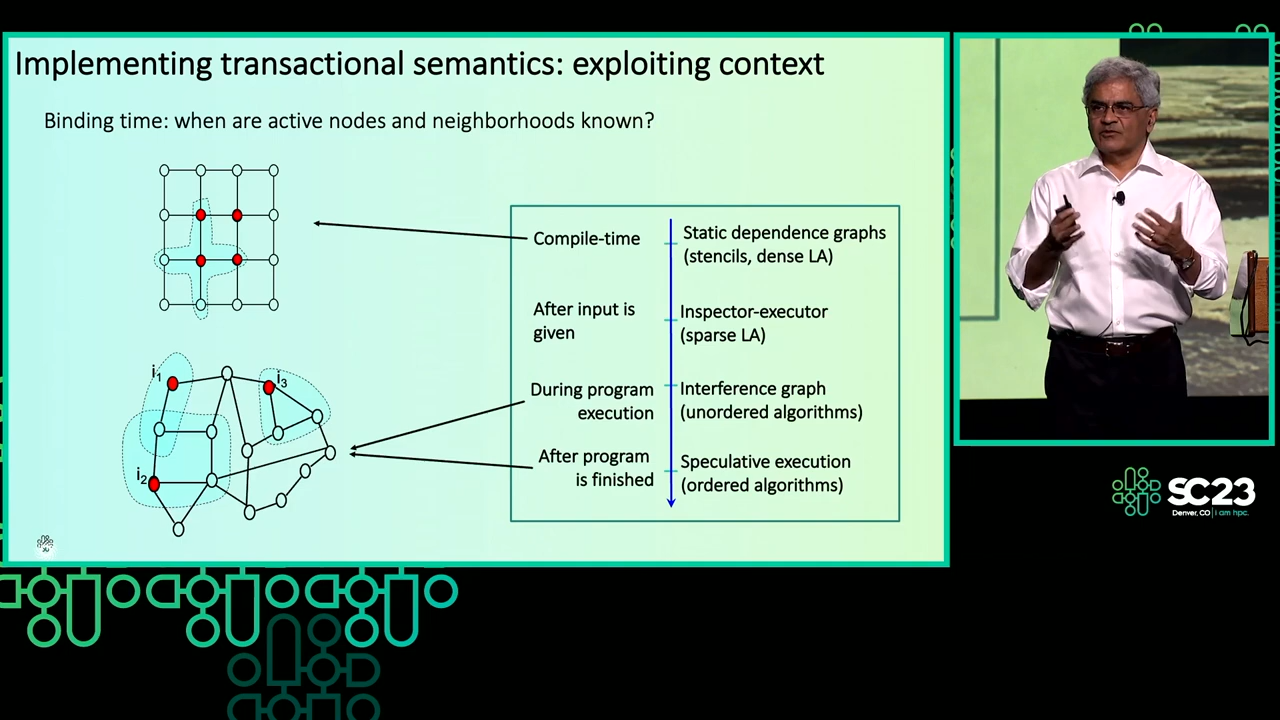 Implementing transactional semantics: exploiting context
Binding time: when are active nodes and neighborhoods known?
Compile-time
Static dependence graphs
(stencils, dense LA)
After input is
given
Inspector-executor
(sparse LA)
During program
execution
Interference graph
(unordered algorithms)
After program
is finished
Speculative execution
(ordered algorithms)
i1
i3
i2
SC23
Denver, CO | I am hpc.